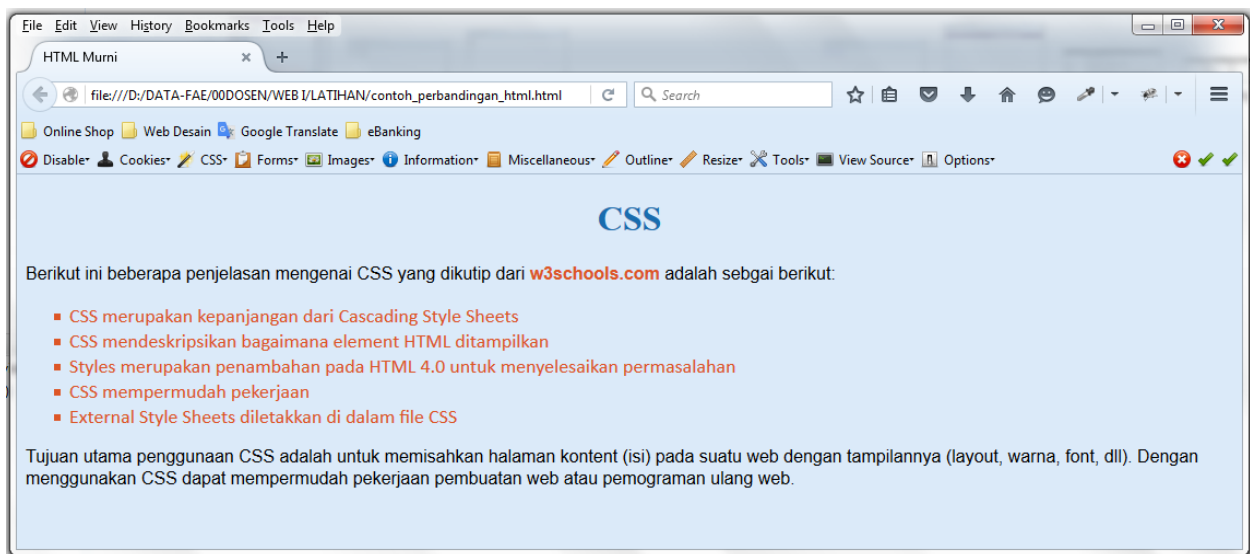 File Edit View History Bookmarks Tools Help
HTML Murni
file:///D:/DATA-FAE/00DOSEN/WEB I/LATIHAN/contoh_perbandingan_html.html Search
Online Shop Web Desain Google Translate eBanking
Disable Cookies CSS Forms Images Information Miscellaneous Outline Resize Tools View Source Options
CSS
Berikut ini beberapa penjelasan mengenai CSS yang dikutip dari w3schools.com adalah sebgai berikut:
CSS merupakan kepanjangan dari Cascading Style Sheets
CSS mendeskripsikan bagaimana element HTML ditampilkan
Styles merupakan penambahan pada HTML 4.0 untuk menyelesaikan permasalahan
CSS mempermudah pekerjaan
External Style Sheets diletakkan di dalam file CSS
Tujuan utama penggunaan CSS adalah untuk memisahkan halaman kontent (isi) pada suatu web dengan tampilannya (layout, warna, font, dll). Dengan
menggunakan CSS dapat mempermudah pekerjaan pembuatan web atau pemograman ulang web.